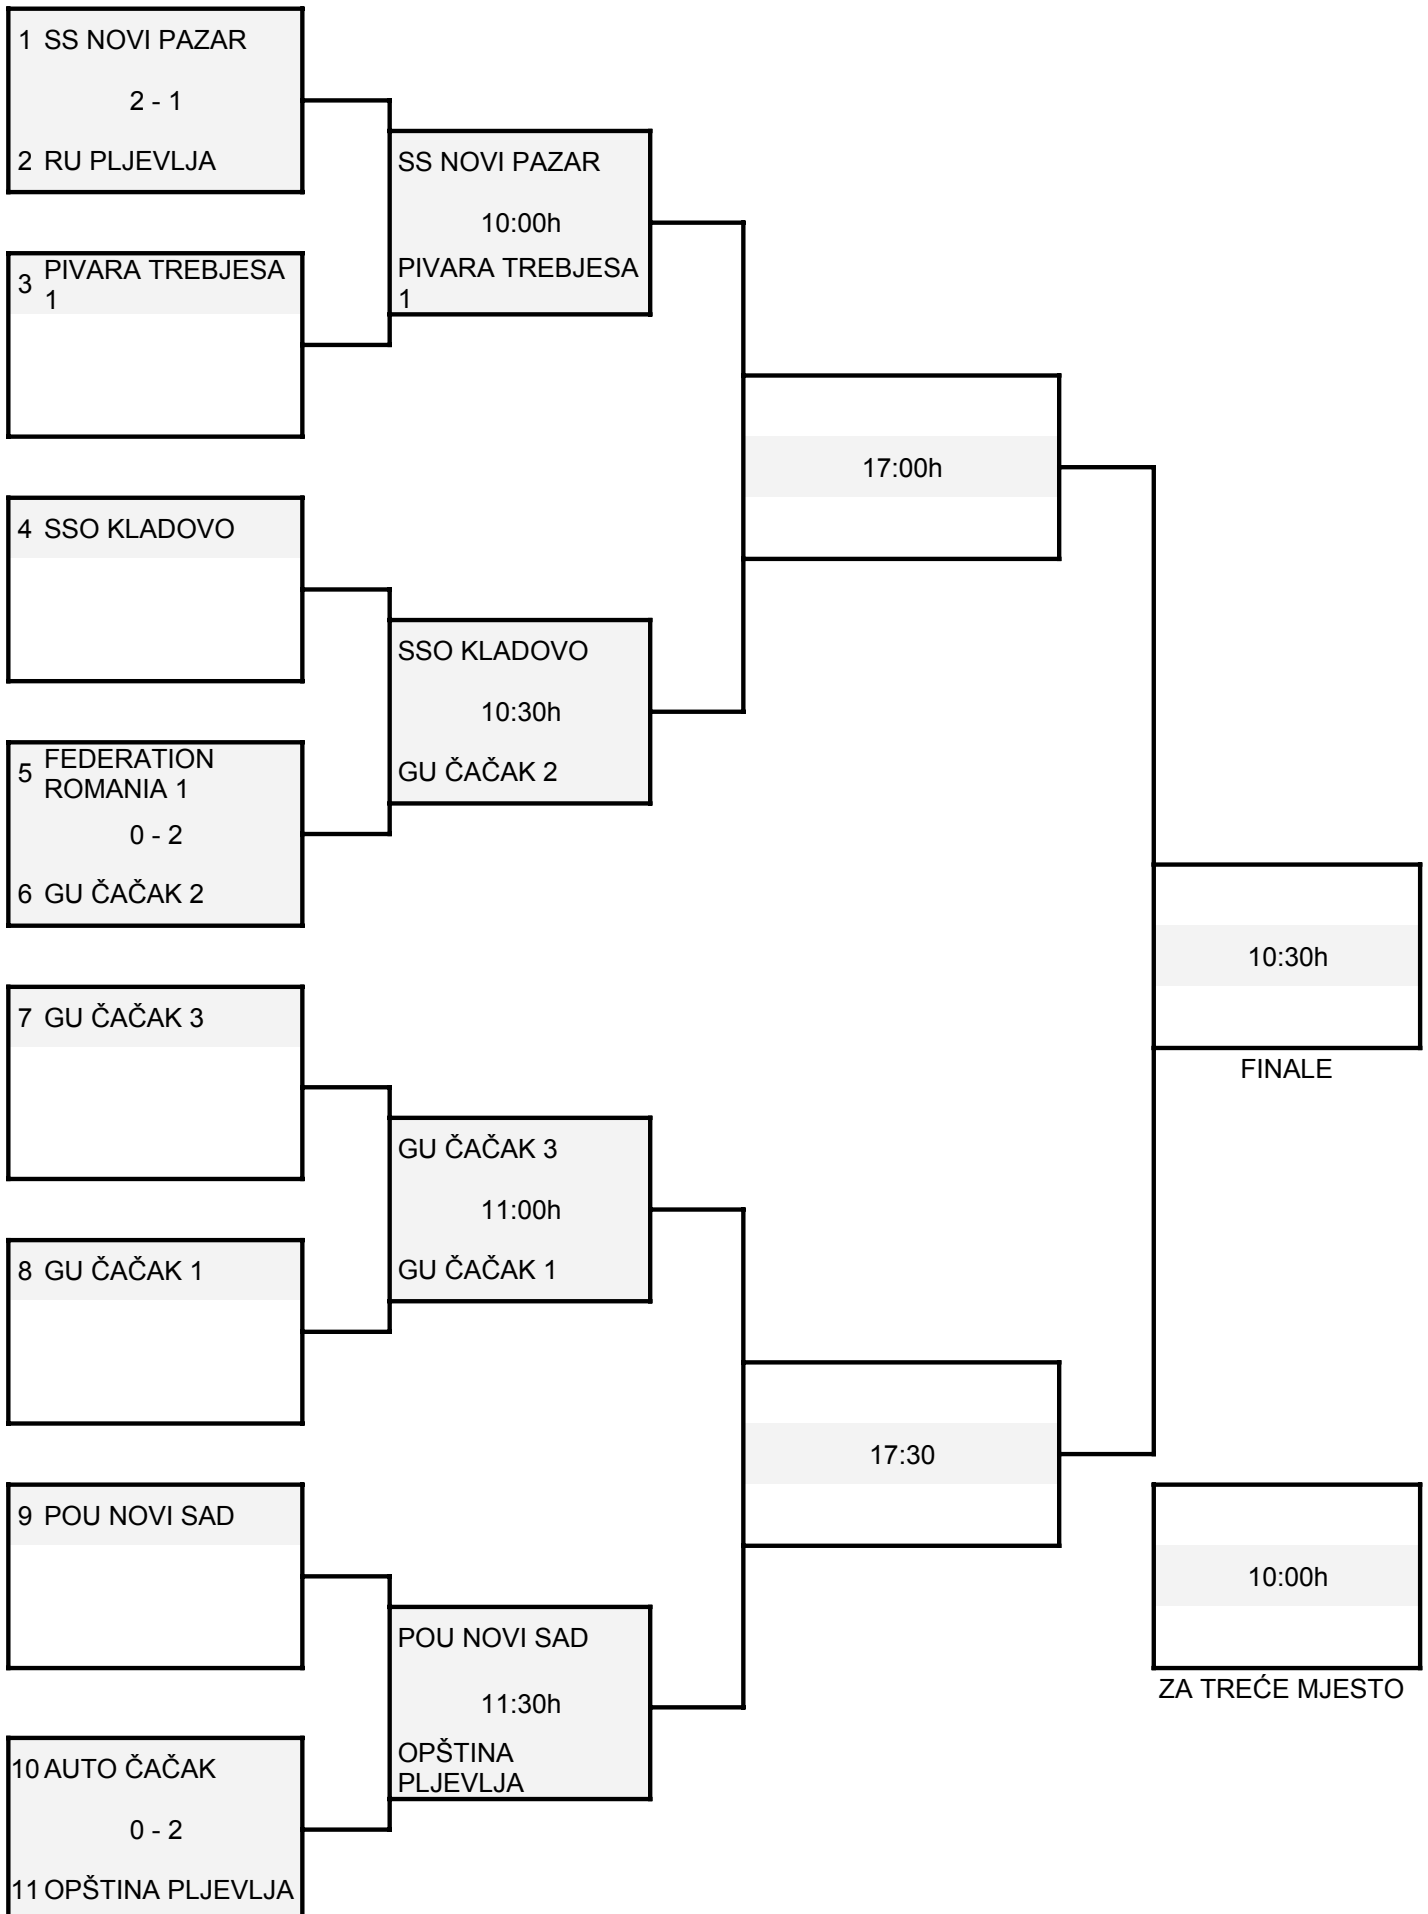 1 SS NOVI PAZAR
2 - 1
2 RU PLJEVLJA
3 PIVARA TREBJESA
1
4 SSO KLADOVO
5 FEDERATION
ROMANIA 1
0 - 2
6 GU ČAČAK 2
7 GU ČAČAK 3
8 GU ČAČAK 1
9 POU NOVI SAD
10 AUTO ČAČAK
0 - 2
11 OPŠTINA PLJEVLJA
SS NOVI PAZAR
10:00h
PIVARA TREBJESA
1
SSO KLADOVO
10:30h
GU ČAČAK 2
GU ČAČAK 3
11:00h
GU ČAČAK 1
POU NOVI SAD
11:30h
OPŠTINA
PLJEVLJA
17:00h
17:30
10:30h
FINALE
10:00h
ZA TREĆE MJESTO